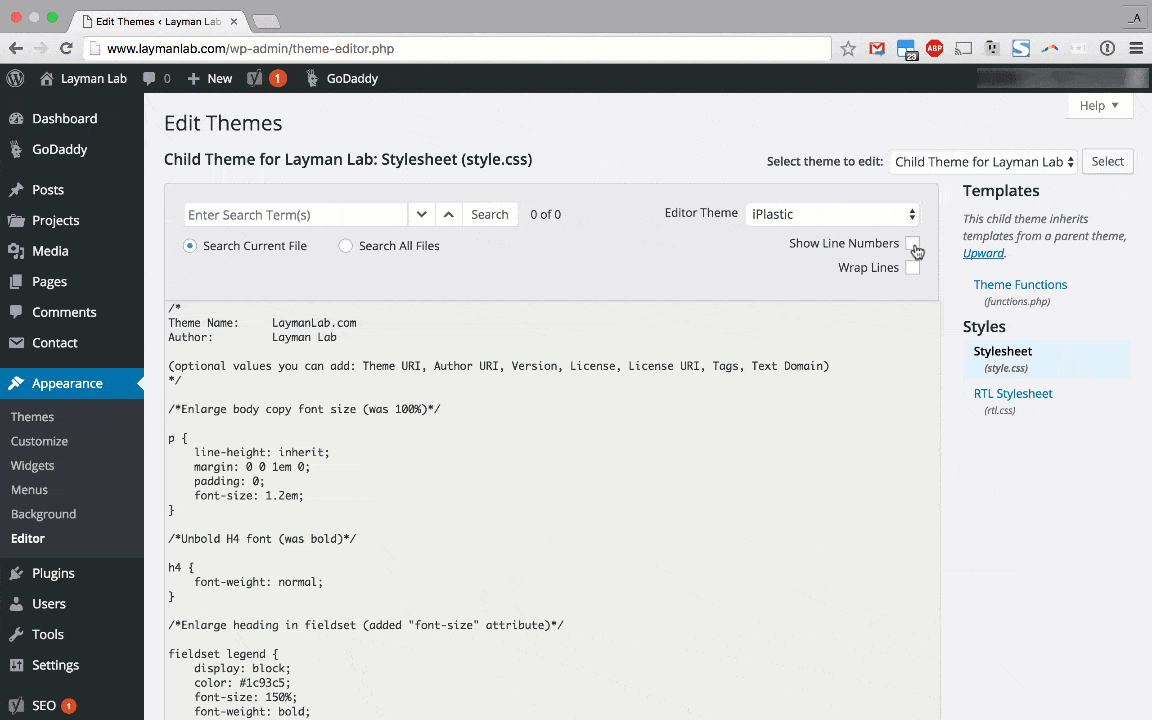 Edit Themes ‹ Layman Lab
_A
www.laymanlab.com/wp-admin/theme-editor.php
23
ABP
Layman Lab 0 New 1 GoDaddy
Help
Dashboard
GoDaddy
Posts
Projects
Media
Pages
Comments
Contact
Appearance
Themes
Customize
Widgets
Menus
Background
Editor
Plugins
Users
Tools
Settings
SEO 1
Edit Themes
Child Theme for Layman Lab: Stylesheet (style.css)
Select theme to edit: Child Theme for Layman Lab Select
Enter Search Term(s) Search 0 of 0
Search Current File Search All Files
Editor Theme iPlastic
Show Line Numbers
Wrap Lines
/*
Theme Name: LaymanLab.com
Author: Layman Lab
(optional values you can add: Theme URI, Author URI, Version, License, License URI, Tags, Text Domain)
*/
/*Enlarge body copy font size (was 100%)*/
p {
line-height: inherit;
margin: 0 0 1em 0;
padding: 0;
font-size: 1.2em;
}
/*Unbold H4 font (was bold)*/
h4 {
font-weight: normal;
}
/*Enlarge heading in fieldset (added "font-size" attribute)*/
fieldset legend {
display: block;
color: #1c93c5;
font-size: 150%;
font-weight: bold;
Templates
This child theme inherits
templates from a parent theme,
Upward.
Theme Functions
(functions.php)
Styles
Stylesheet
(style.css)
RTL Stylesheet
(rtl.css)